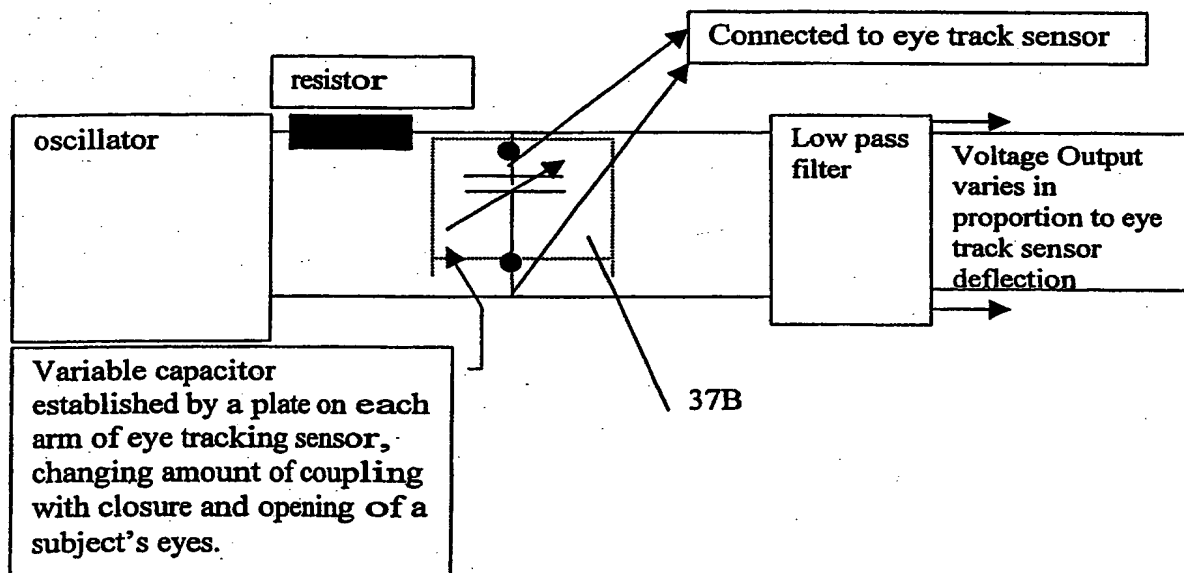 Connected to eye track sensor
resistor
oscillator
Low pass
filter
Voltage Output
varies in
proportion to eye
track sensor
deflection
Variable capacitor
established by a plate on each
arm of eye tracking sensor,
changing amount of coupling
with closure and opening of a
subject's eyes.
37B